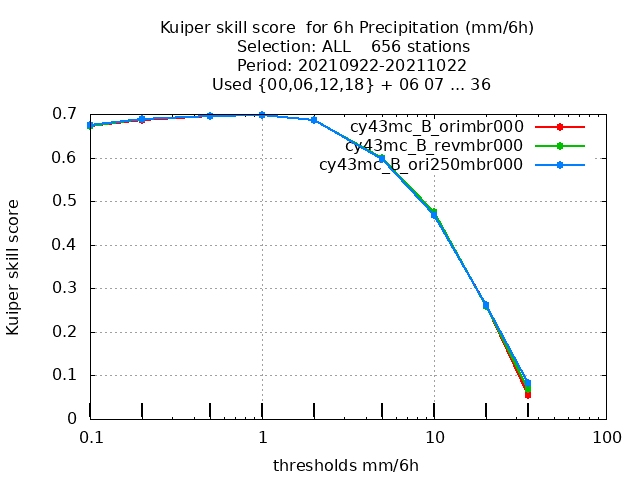 Kuiper skill score  for 6h Precipitation (mm/6h)
Selection: ALL    656 stations
Period: 20210922-20211022
Used {00,06,12,18} + 06 07 ... 36
cy43mc_B_orimbr000
cy43mc_B_revmbr000
cy43mc_B_ori250mbr000
Kuiper skill score
0.7
0.6
0.5
0.4
0.3
0.2
0.1
0
0.1 1 10 100
thresholds mm/6h